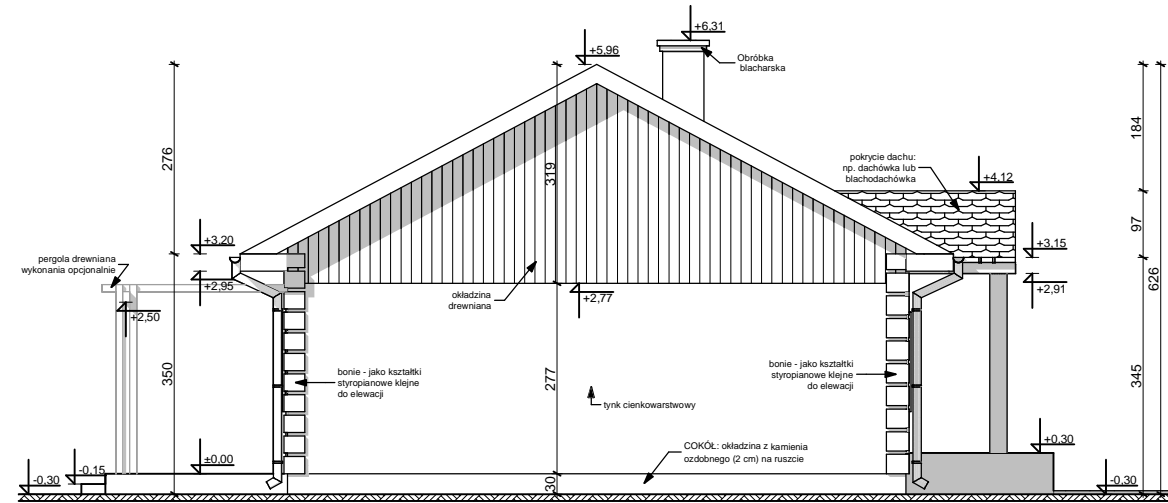 +6,31
+5,96
Obróbka
blacharska
pokrycie dachu:
np. dachówka lub
blachodachówka
+4,12
184
276
319
97
626
+3,20
+3,15
pergola drewniana
wykonania opcjonalnie
+2,95
+2,91
okładzina
drewniana
+2,77
+2,50
350
277
345
bonie - jako kształtki
styropianowe klejne
do elewacji
bonie - jako kształtki
styropianowe klejne
do elewacji
tynk cienkowarstwowy
COKÓŁ: okładzina z kamienia
ozdobnego (2 cm) na ruszcie
+0,30
±0,00
-0.15
-0.30
30
-0.30